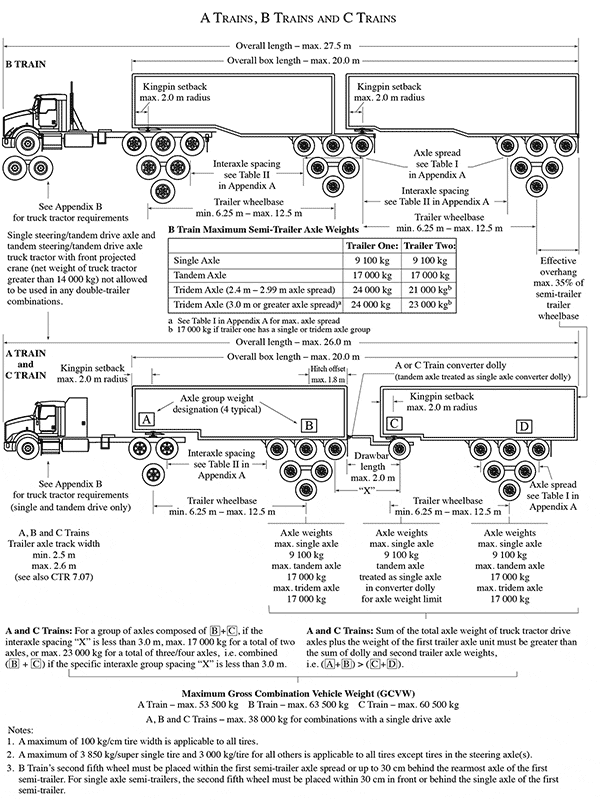 A TRAINS, B TRAINS AND C TRAINS
Overall length – max. 27.5 m
Overall box length – max. 20.0 m
B TRAIN
Kingpin setback
max. 2.0 m radius
Kingpin setback
max. 2.0 m radius
Interaxle spacing
see Table II
in Appendix A
Axle spread
see Table I
in Appendix A
Interaxle spacing
see Table II in Appendix A
Trailer wheelbase
min. 6.25 m – max. 12.5 m
Trailer wheelbase
min. 6.25 m – max. 12.5 m
See Appendix B
for truck tractor requirements
Single steering/tandem drive axle and
tandem steering/tandem drive axle
truck tractor with front projected
crane (net weight of truck tractor
greater than 14 000 kg) not allowed
to be used in any double-trailer
combinations.
B Train Maximum Semi-Trailer Axle Weights
Trailer One: Trailer Two:
Single Axle 9 100 kg 9 100 kg
Tandem Axle 17 000 kg 17 000 kg
Tridem Axle (2.4 m – 2.99 m axle spread) 24 000 kg 21 000 kgb
Tridem Axle (3.0 m or greater axle spread)a 24 000 kg 23 000 kgb
a See Table I in Appendix A for max. axle spread
b 17 000 kg if trailer one has a single or tridem axle group
Effective
overhang
max. 35% of
semi-trailer
trailer
wheelbase
Overall length – max. 26.0 m
Overall box length – max. 20.0 m
A TRAIN
and
C TRAIN
Kingpin setback
max. 2.0 m radius
Hitch offset
max. 1.8 m
A or C Train converter dolly
(tandem axle treated as single axle converter dolly)
Axle group weight
designation (4 typical)
Kingpin setback
max. 2.0 m radius
A
B
C
D
Interaxle spacing
see Table II in
Appendix A
Drawbar
length
max. 2.0 m
"X"
See Appendix B
for truck tractor requirements
(single and tandem drive only)
Trailer wheelbase
min. 6.25 m – max. 12.5 m
Trailer wheelbase
min. 6.25 m – max. 12.5 m
Axle spread
see Table I in
Appendix A
A, B and C Trains
Trailer axle track width
min. 2.5 m
max. 2.6 m
(see also CTR 7.07)
Axle weights
max. single axle
9 100 kg
max. tandem axle
17 000 kg
max. tridem axle
17 000 kg
Axle weights
max. single axle
9 100 kg
tandem axle
treated as single axle
in converter dolly
for axle weight limit
Axle weights
max. single axle
9 100 kg
max. tandem axle
17 000 kg
max. tridem axle
17 000 kg
A and C Trains: For a group of axles composed of B+C, if the
interaxle spacing "X" is less than 3.0 m, max. 17 000 kg for a total of two
axles, or max. 23 000 kg for a total of three/four axles, i.e. combined
(B + C) if the specific interaxle group spacing "X" is less than 3.0 m.
A and C Trains: Sum of the total axle weight of truck tractor drive
axles plus the weight of the first trailer axle unit must be greater than
the sum of dolly and second trailer axle weights,
i.e. (A+B) > (C+D).
Maximum Gross Combination Vehicle Weight (GCVW)
A Train – max. 53 500 kg B Train – max. 63 500 kg C Train – max. 60 500 kg
A, B and C Trains – max. 38 000 kg for combinations with a single drive axle
Notes:
1. A maximum of 100 kg/cm tire width is applicable to all tires.
2. A maximum of 3 850 kg/super single tire and 3 000 kg/tire for all others is applicable to all tires except tires in the steering axle(s).
3. B Train's second fifth wheel must be placed within the first semi-trailer axle spread or up to 30 cm behind the rearmost axle of the first
semi-trailer. For single axle semi-trailers, the second fifth wheel must be placed within 30 cm in front or behind the single axle of the first
semi-trailer.